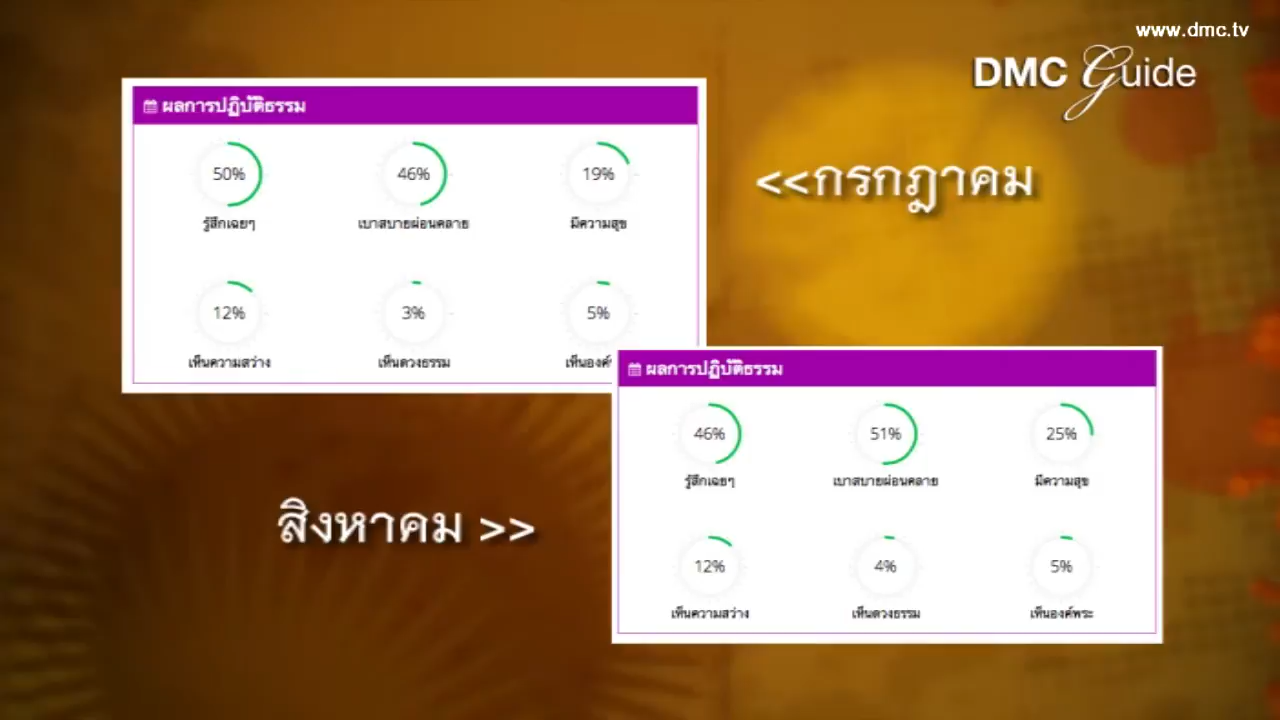 www.dmc.tv
DMC Guide
ผลการปฏิบัติธรรม
50% 46% 19%
รู้สึกเฉยๆ เบาสบายผ่อนคลาย มีความสุข
12% 3% 5%
เห็นความสว่าง เห็นดวงธรรม เห็นองค์
<<กรกฎาคม
ผลการปฏิบัติธรรม
46% 51% 25%
รู้สึกเฉยๆ เบาสบายผ่อนคลาย มีความสุข
12% 4% 5%
เห็นความสว่าง เห็นดวงธรรม เห็นองค์พระ
สิงหาคม >>